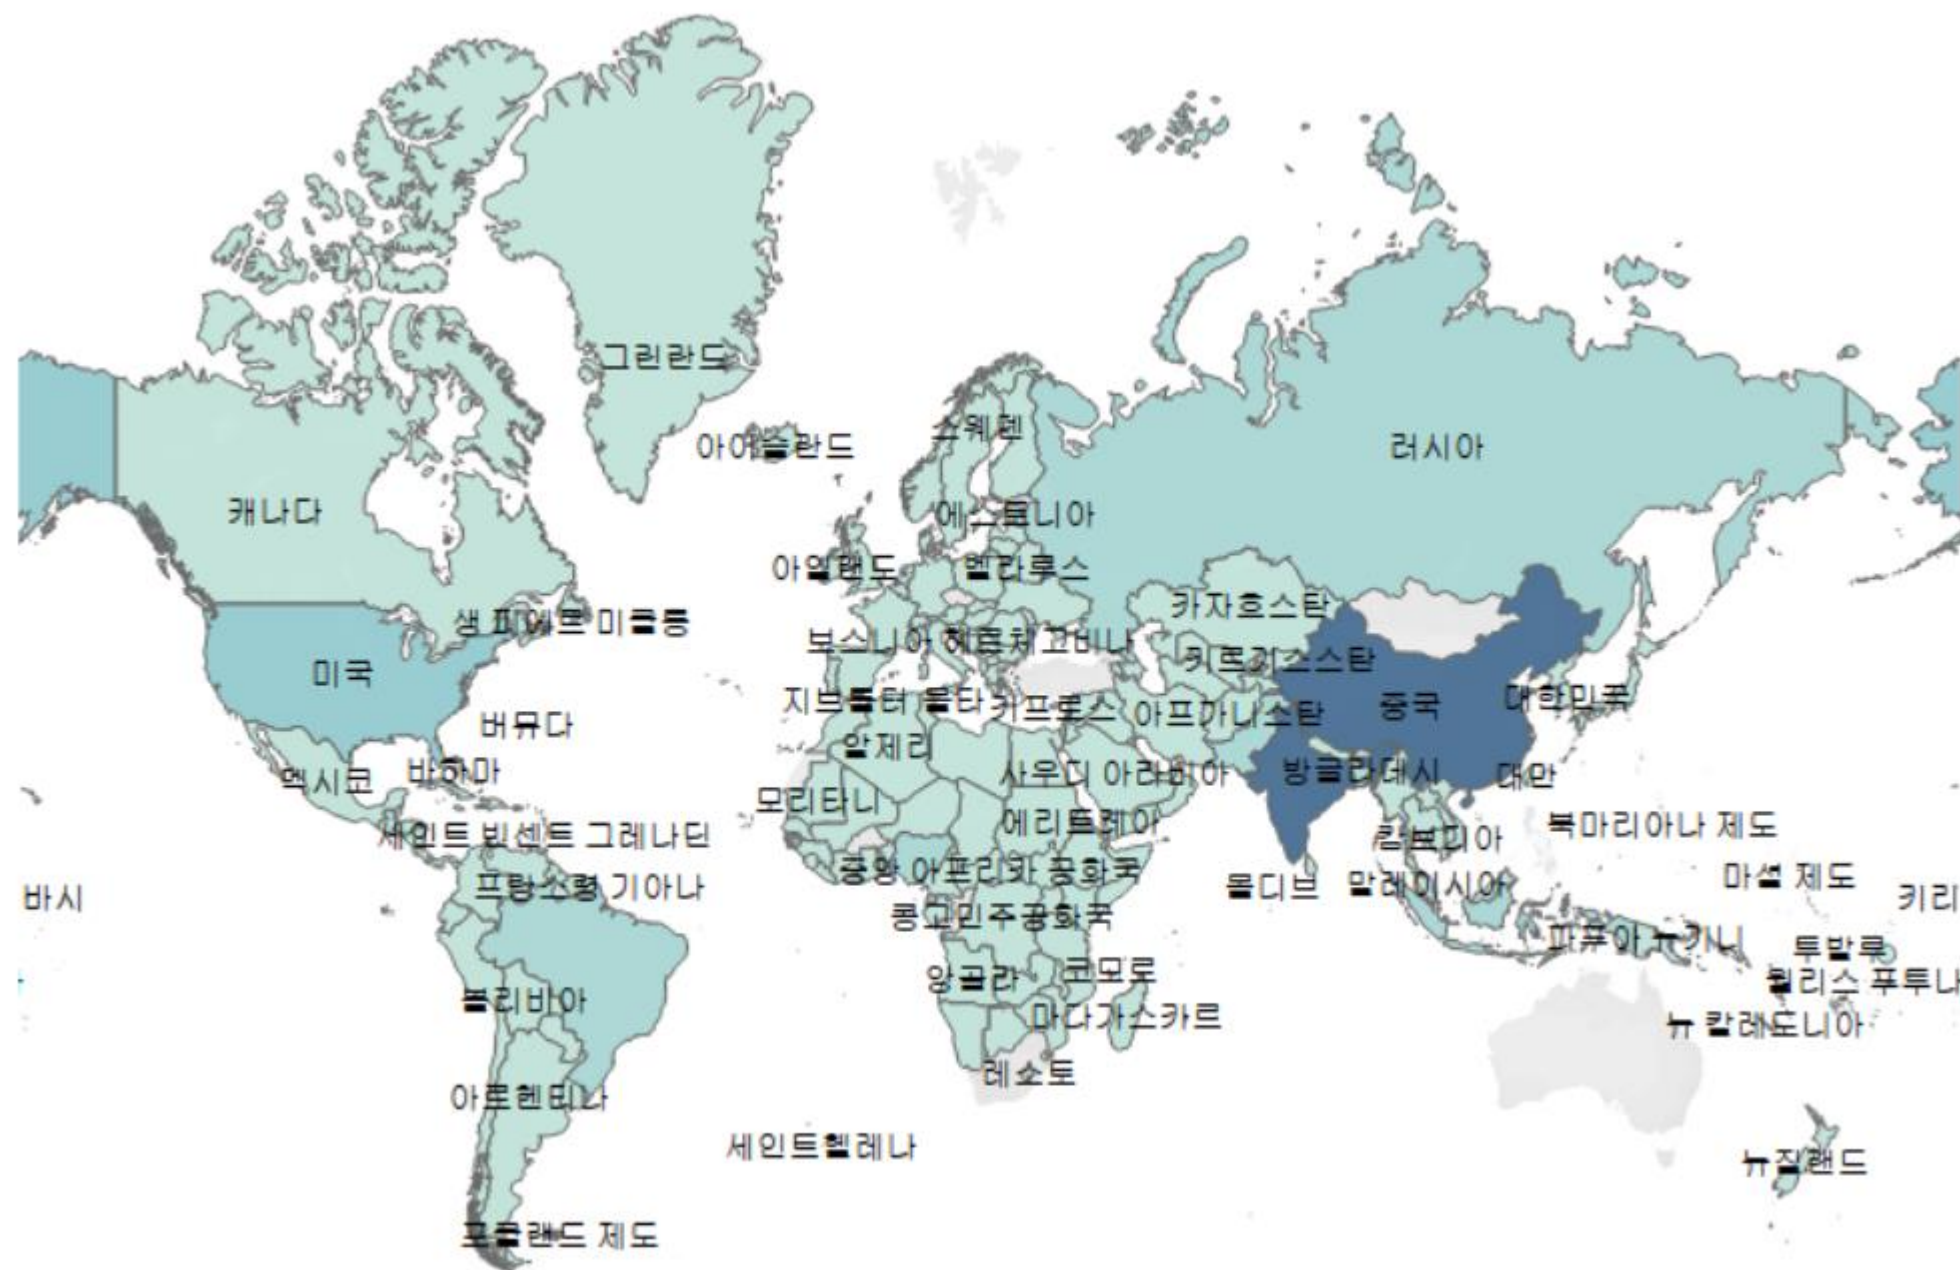 그린란드
스웨덴
아이슬란드
러시아
캐나다
에스토니아
아일랜드
벨라루스
카자흐스탄
생 피에르 미클롱
보스니아 헤르체고비나
키르기스스탄
미국
지브롤터
몰타
키프로스
아프가니스탄
중국
대한민국
버뮤다
알제리
멕시코
바하마
사우디 아라비아
방글라데시
대만
모리타니
에리트레아
북마리아나 제도
세인트 빈센트 그레나딘
캄보디아
중앙 아프리카 공화국
프랑스령 기아나
몰디브
말레이시아
마셜 제도
바시
키리
콩고민주공화국
파푸아 뉴기니
투발루
앙골라
코모로
월리스 푸투나
볼리비아
마다가스카르
뉴 칼레도니아
레소토
아르헨티나
세인트헬레나
뉴질랜드
포클랜드 제도